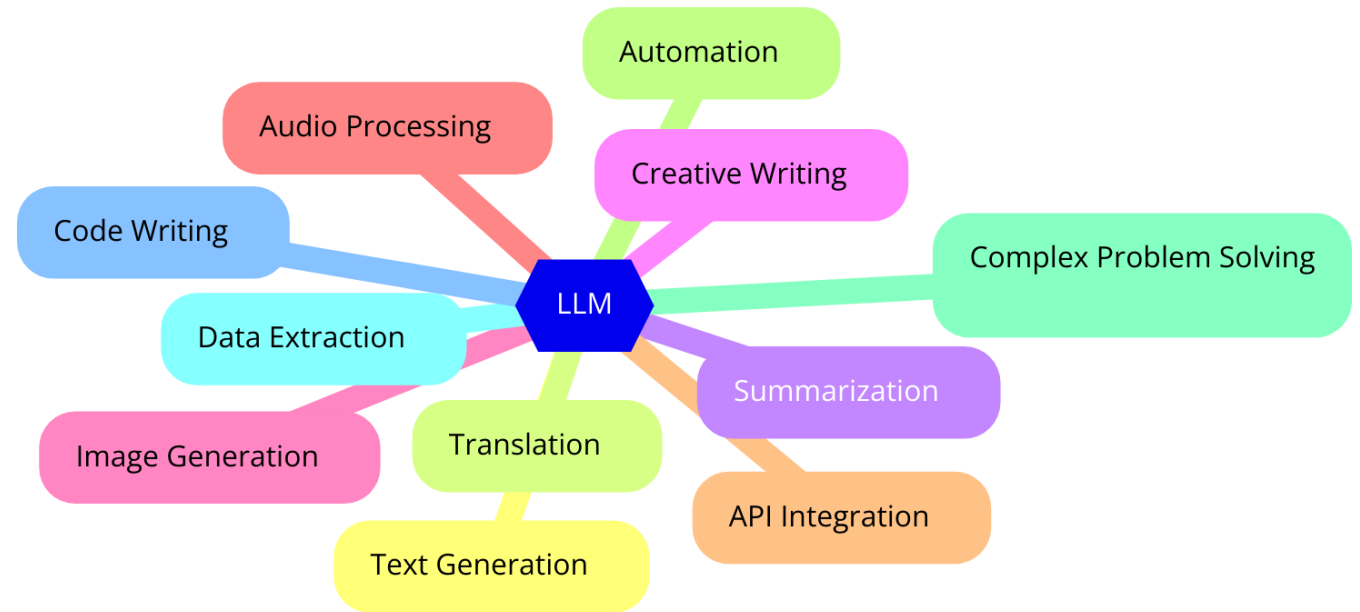 Automation
Audio Processing
Creative Writing
Code Writing
Complex Problem Solving
LLM
Data Extraction
Summarization
Translation
Image Generation
API Integration
Text Generation